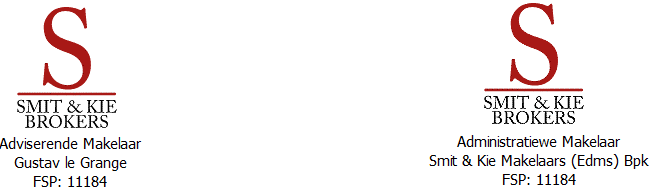 S
SMIT & KIE
BROKERS
Adviserende Makelaar
Gustav le Grange
FSP: 11184
S
SMIT & KIE
BROKERS
Administratiewe Makelaar
Smit & Kie Makelaars (Edms) Bpk
FSP: 11184